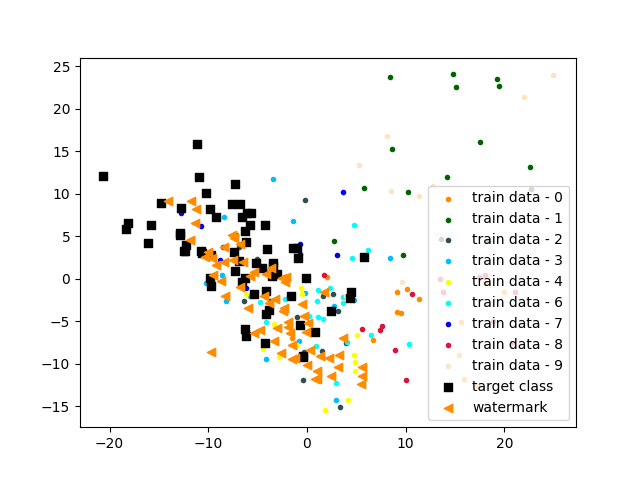 25
20
15
10
5
0
−5
−10
−15
−20
−10
0
10
20
train data - 0
train data - 1
train data - 2
train data - 3
train data - 4
train data - 6
train data - 7
train data - 8
train data - 9
target class
watermark